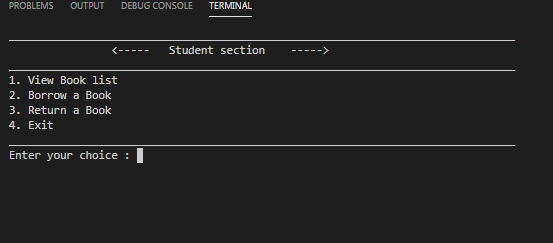 PROBLEMS OUTPUT DEBUG CONSOLE TERMINAL
<----- Student section ----->
1. View Book list
2. Borrow a Book
3. Return a Book
4. Exit
Enter your choice :